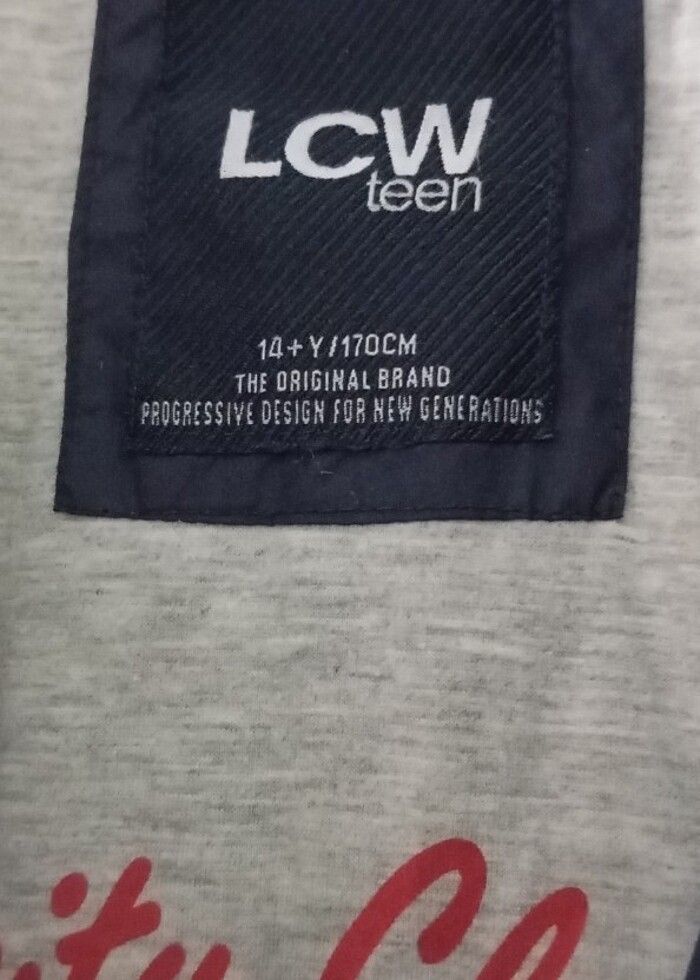 LCW
teen
14+Y/170CM
THE ORIGINAL BRAND
PROGRESSIVE DESIGN FOR NEW GENERATIONS